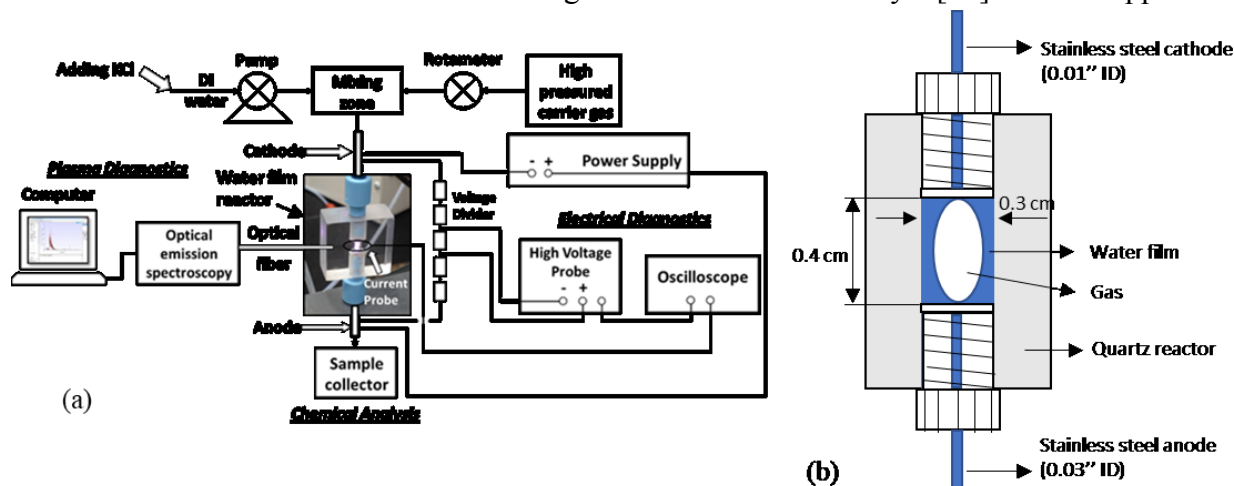 Adding KCl
DI
water
Pump
Mixing
zone
Rotameter
High
pressured
carrier gas
Cathode
Power Supply
- +
Plasma Diagnostics
Computer
Water film
reactor
Optical
emission
spectroscopy
Optical
fiber
Current
Probe
Voltage
Divider
Electrical Diagnostics
High Voltage
Probe
- +
Oscilloscope
Anode
Sample
collector
Chemical Analysis
(a)
Stainless steel cathode
(0.01” ID)
0.3 cm
0.4 cm
Water film
Gas
Quartz reactor
Stainless steel anode
(0.03” ID)
(b)